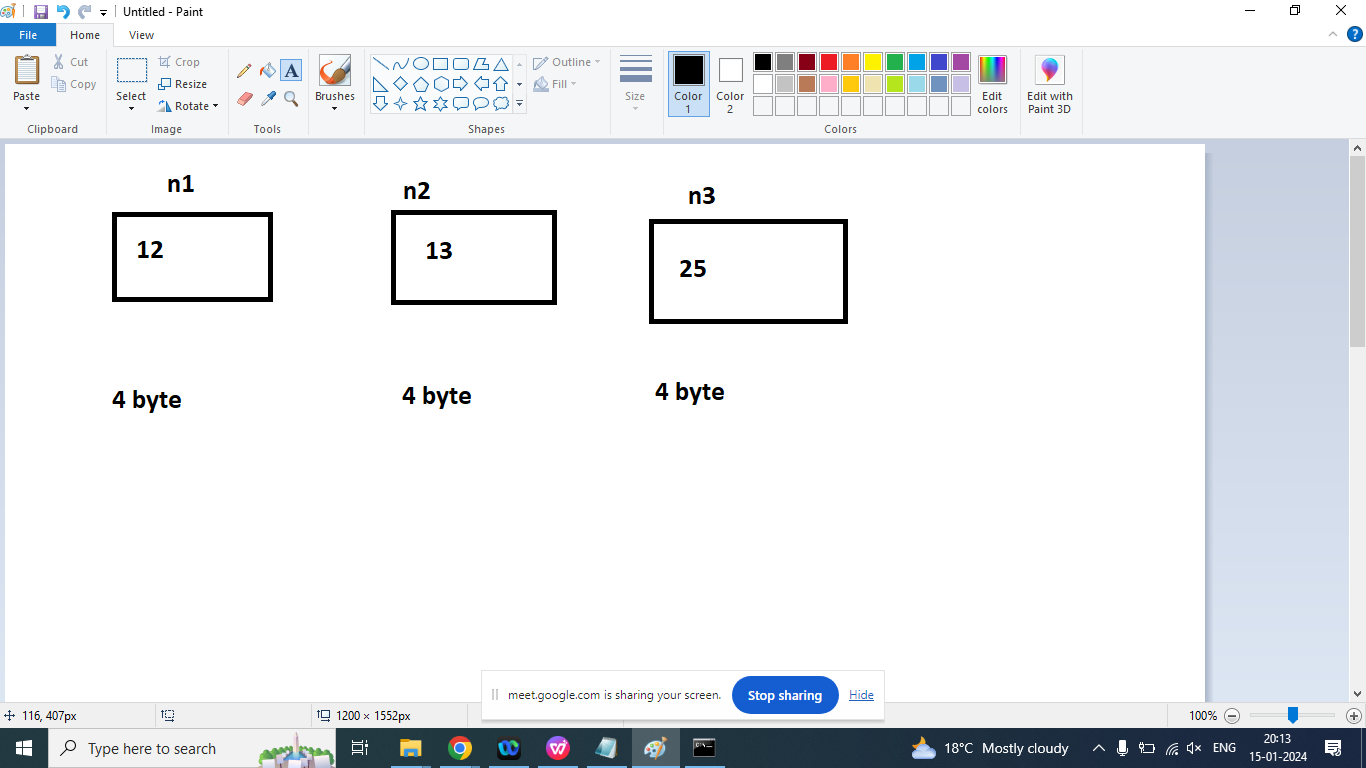 Untitled - Paint
File
Home
View
Paste
Cut
Copy
Clipboard
Select
Crop
Resize
Rotate
Image
A
Tools
Brushes
Outline
Fill
Shapes
Size
Color 1
Color 2
Edit colors
Edit with Paint 3D
Colors
n1
n2
n3
12
13
25
4 byte
4 byte
4 byte
meet.google.com is sharing your screen.
Stop sharing
Hide
116, 407px
1200 × 1552px
100%
Type here to search
18°C Mostly cloudy
ENG
20:13
15-01-2024